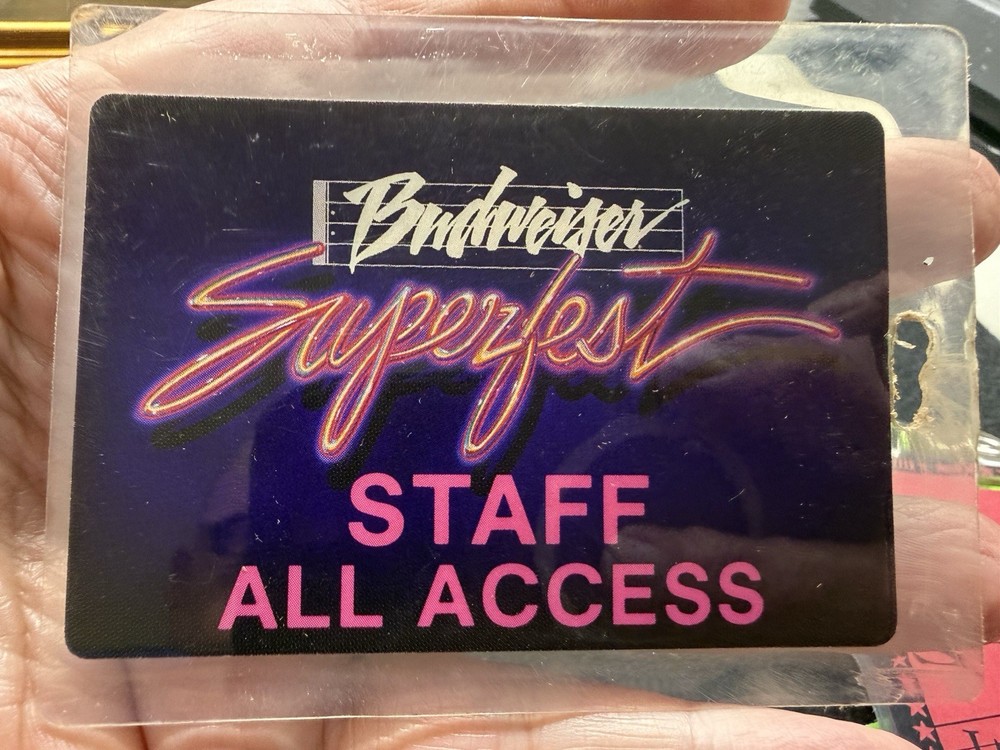 Budweiser
Superfest
STAFF
ALL ACCESS